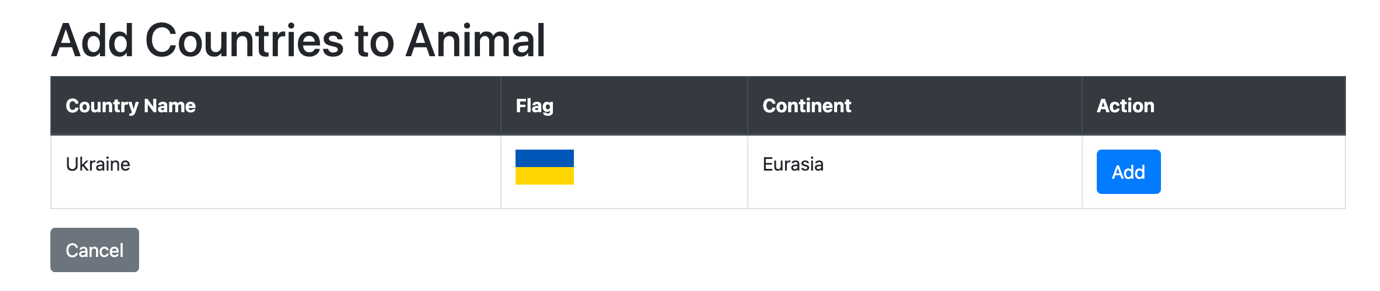 Add Countries to Animal
Country Name Flag Continent Action
Ukraine Eurasia Add
Cancel